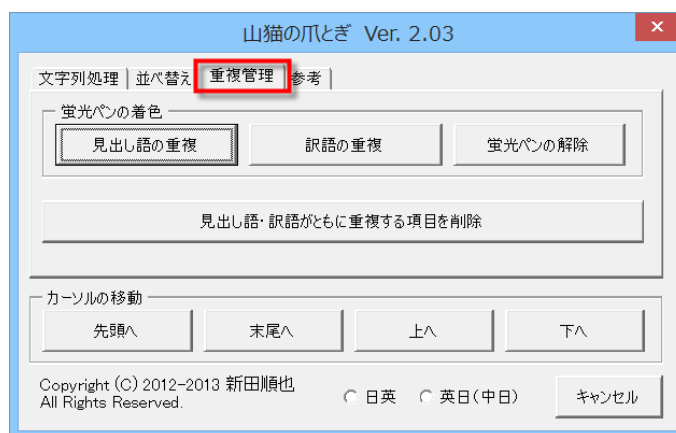 山猫の爪とぎ Ver. 2.03
×
文字列処理 並べ替え 重複管理 参考
蛍光ペンの着色
見出し語の重複 訳語の重複 蛍光ペンの解除
見出し語・訳語がともに重複する項目を削除
カーソルの移動
先頭へ 末尾へ 上へ 下へ
Copyright (C) 2012-2013 新田順也
All Rights Reserved.
日英 英日(中日) キャンセル